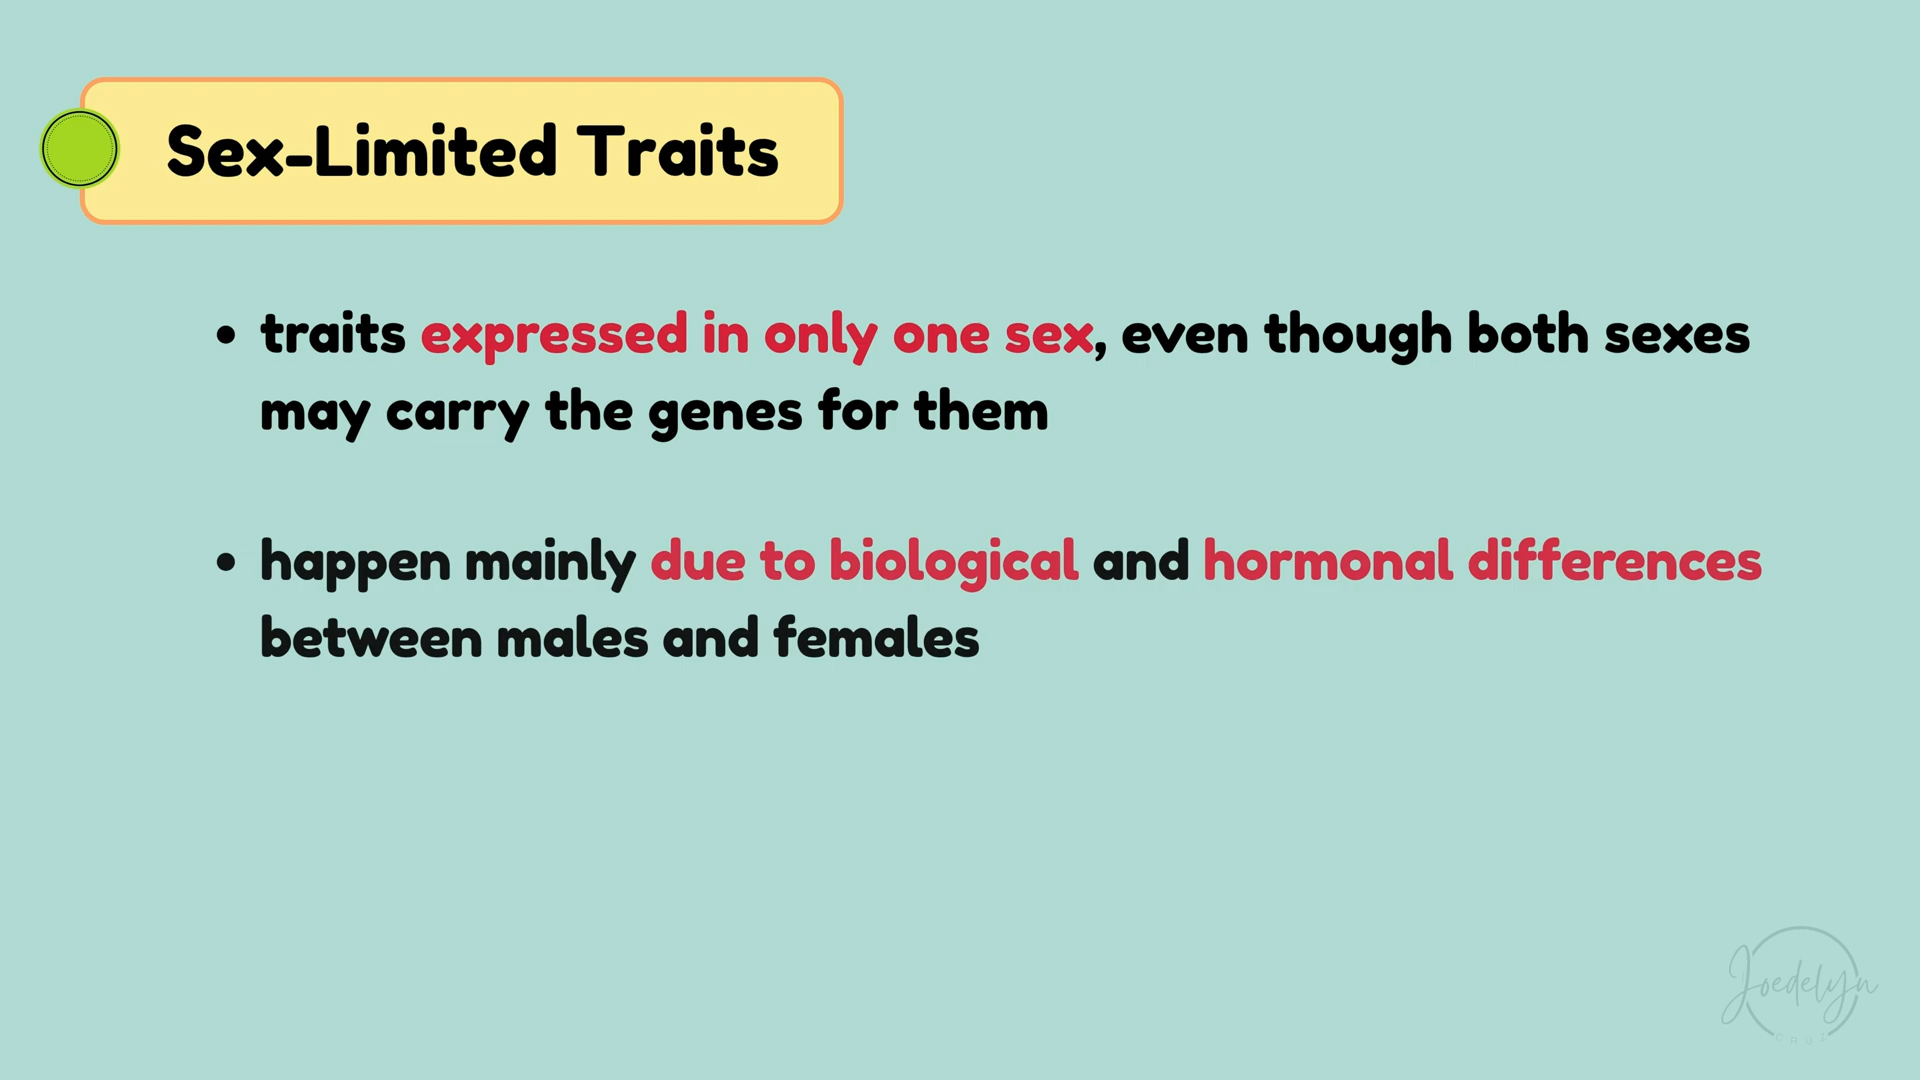 Sex-Limited Traits
• traits expressed in only one sex, even though both sexes
may carry the genes for them
• happen mainly due to biological and hormonal differences
between males and females
Joedelyn
CRUZ